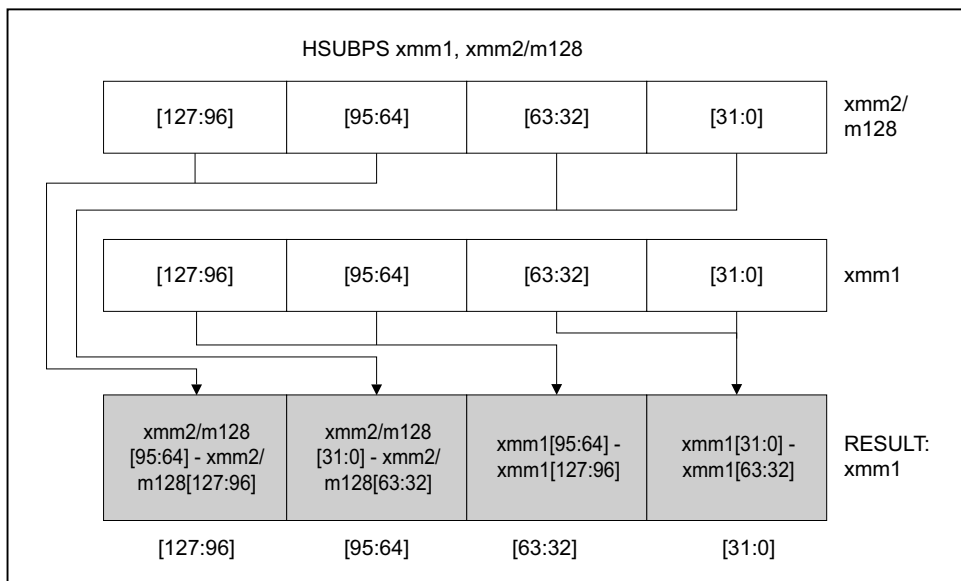 HSUBPS xmm1, xmm2/m128
[127:96] [95:64] [63:32] [31:0] xmm2/
m128
[127:96] [95:64] [63:32] [31:0] xmm1
xmm2/m128
[95:64] - xmm2/
m128[127:96]
xmm2/m128
[31:0] - xmm2/
m128[63:32]
xmm1[95:64] -
xmm1[127:96]
xmm1[31:0] -
xmm1[63:32]
RESULT:
xmm1
[127:96] [95:64] [63:32] [31:0]